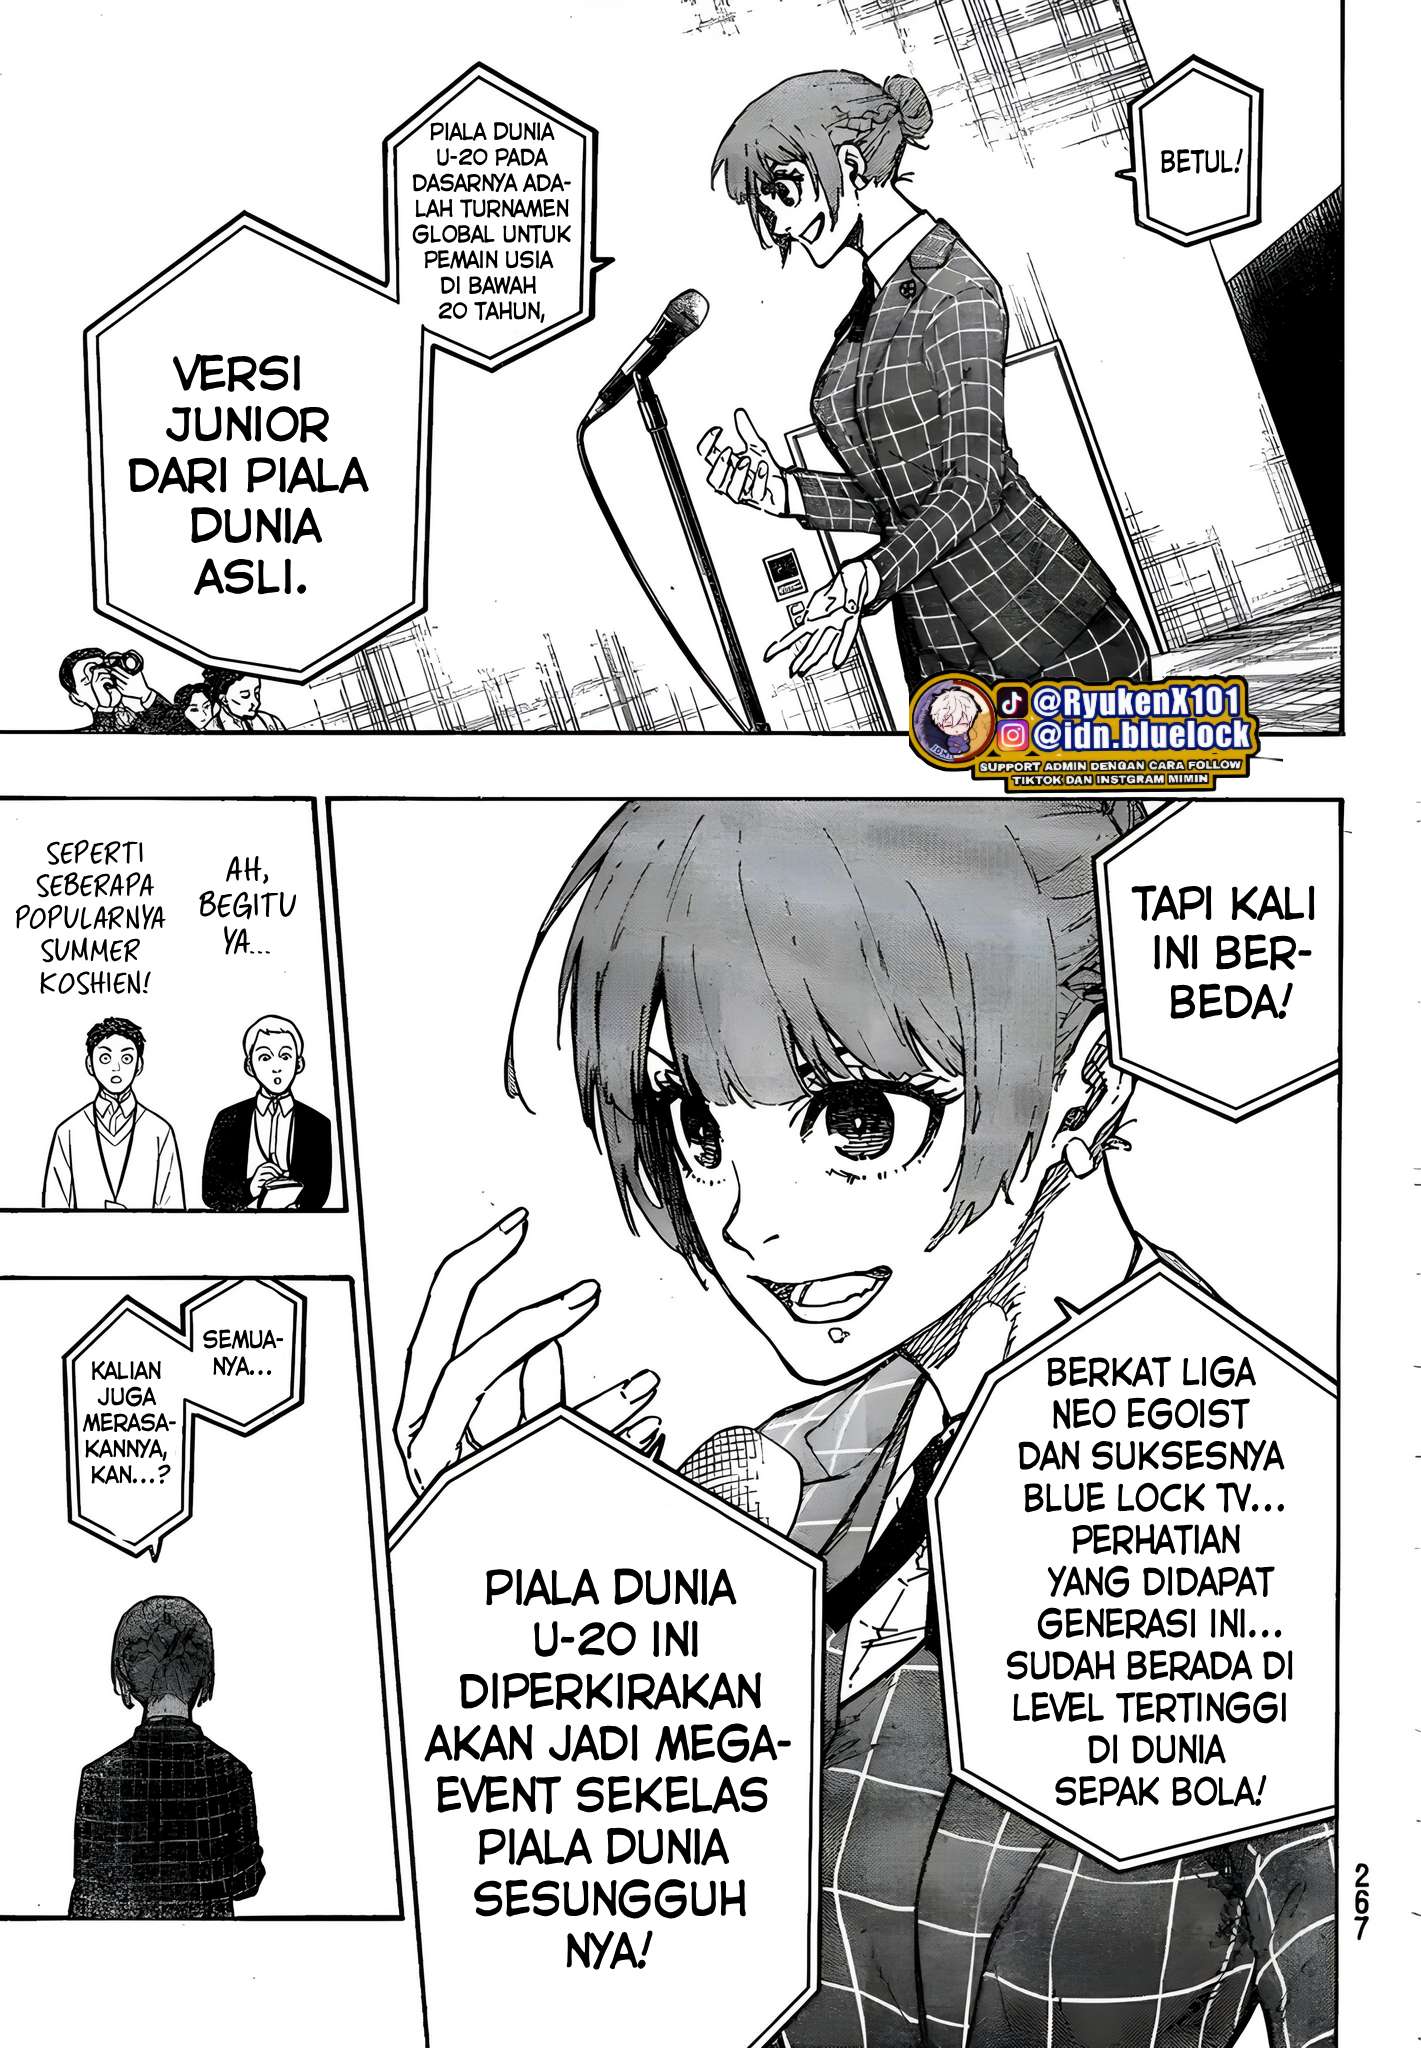 BETUL!
PIALA DUNIA
U-20 PADA
DASARNYA ADA-
LAH TURNAMEN
GLOBAL UNTUK
PEMAIN USIA
DI BAWAH
20 TAHUN,
VERSI
JUNIOR
DARI PIALA
DUNIA
ASLI.
@RyukenX101
@idn.bluelock
SUPPORT ADMIN DENGAN CARA FOLLOW
TIKTOK DAN INSTGRAM MIMIN
TAPI KALI
INI BER-
BEDA!
AH,
BEGITU
YA...
SEPERTI
SEBERAPA
POPULARNYA
SUMMER
KOSHIEN!
BERKAT LIGA
NEO EGOIST
DAN SUKSESNYA
BLUE LOCK TV...
PERHATIAN
YANG DIDAPAT
GENERASI INI...
SUDAH BERADA DI
LEVEL TERTINGGI
DI DUNIA
SEPAK BOLA!
PIALA DUNIA
U-20 INI
DIPERKIRAKAN
AKAN JADI MEGA-
EVENT SEKELAS
PIALA DUNIA
SESUNGGUH
NYA!
SEMUA-
NYA...
KALIAN
JUGA
MERASA-
KANNYA,
KAN...?
267